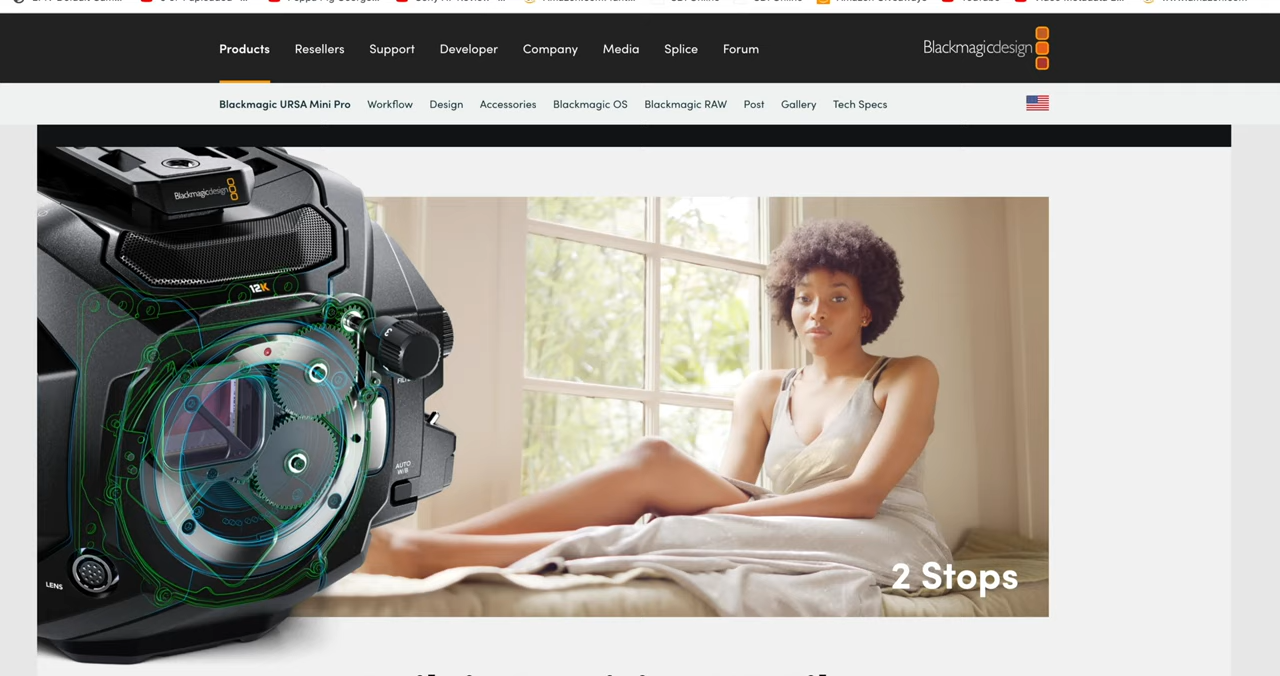 Products Resellers Support Developer Company Media Splice Forum Blackmagicdesign
Blackmagic URSA Mini Pro Workflow Design Accessories Blackmagic OS Blackmagic RAW Post Gallery Tech Specs
Blackmagicdesign
12K
AUTO
W/B
LENS
2 Stops